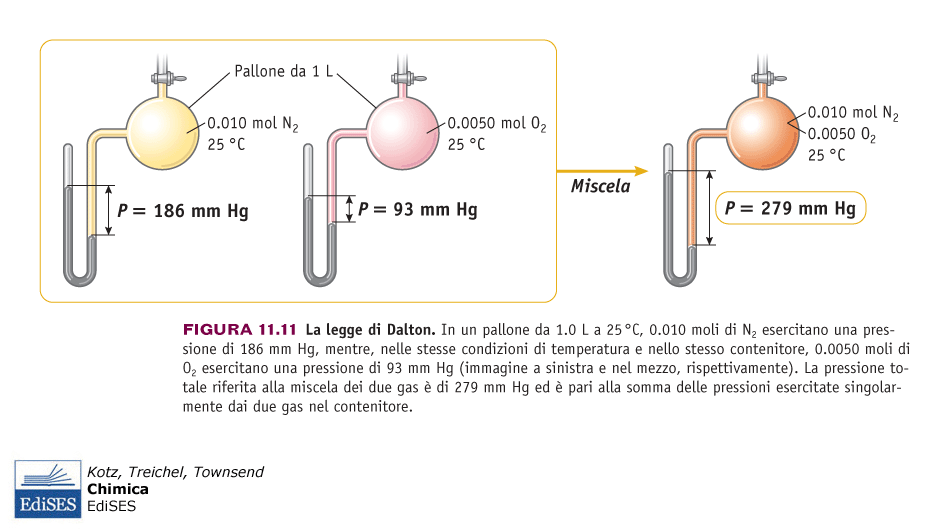 Pallone da 1 L
0.010 mol N₂
25 °C
P = 186 mm Hg
0.0050 mol O₂
25 °C
P = 93 mm Hg
Miscela
0.010 mol N₂
0.0050 O₂
25 °C
P = 279 mm Hg
FIGURA 11.11 La legge di Dalton. In un pallone da 1.0 L a 25 °C, 0.010 moli di N₂ esercitano una pres-
sione di 186 mm Hg, mentre, nelle stesse condizioni di temperatura e nello stesso contenitore, 0.0050 moli di
O₂ esercitano una pressione di 93 mm Hg (immagine a sinistra e nel mezzo, rispettivamente). La pressione to-
tale riferita alla miscela dei due gas è di 279 mm Hg ed è pari alla somma delle pressioni esercitate singolar-
mente dai due gas nel contenitore.
EdiSES
Kotz, Treichel, Townsend
Chimica
EdiSES